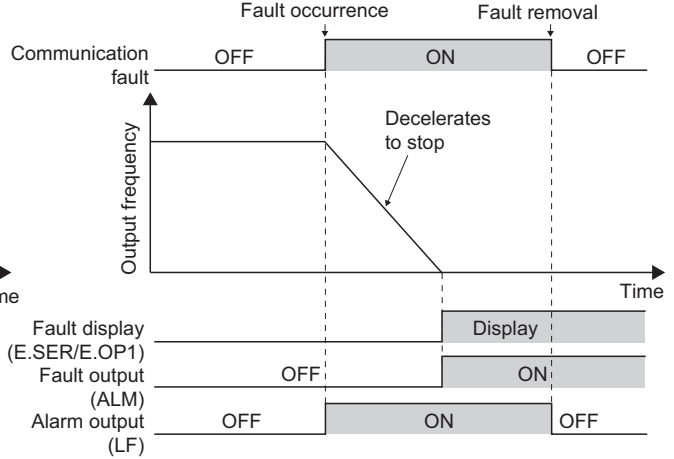 Fault occurrence
Fault removal
Communication
fault
OFF
ON
OFF
Output frequency
Decelerates
to stop
Time
Fault display
(E.SER/E.OP1)
Display
Fault output
(ALM)
OFF
ON
Alarm output
(LF)
OFF
ON
OFF